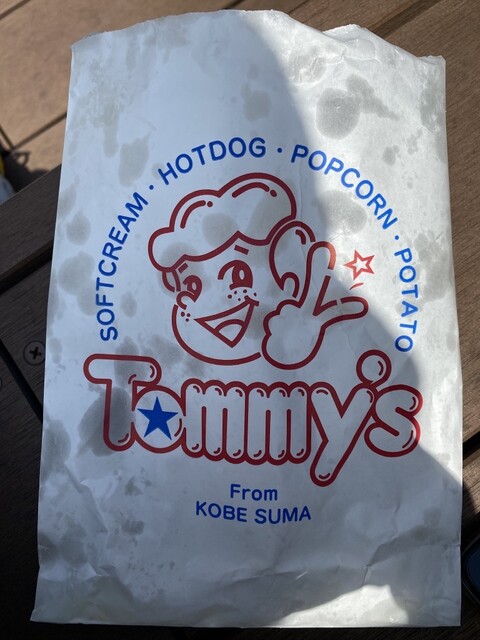 SOFTCREAM · HOTDOG · POPCORN · POTATO
Tommy's
From
KOBE SUMA